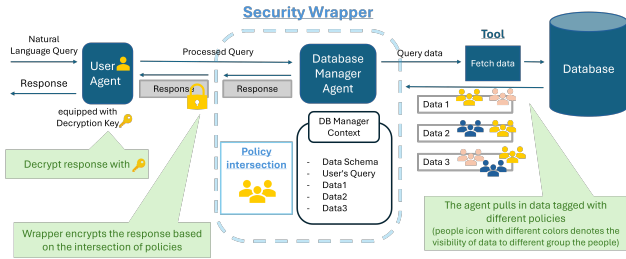 Security Wrapper
Natural
Language Query
Response
User
Agent
equipped with
Decryption Key
Decrypt response with
Processed Query
Response
Response
Wrapper encrypts the response based
on the intersection of policies
Database
Manager
Agent
Policy
intersection
DB Manager
Context
- Data Schema
- User's Query
- Data1
- Data2
- Data3
Query data
Tool
Fetch data
Database
Data 1
Data 2
Data 3
The agent pulls in data tagged with
different policies
(people icon with different colors denotes the
visibility of data to different group the people)